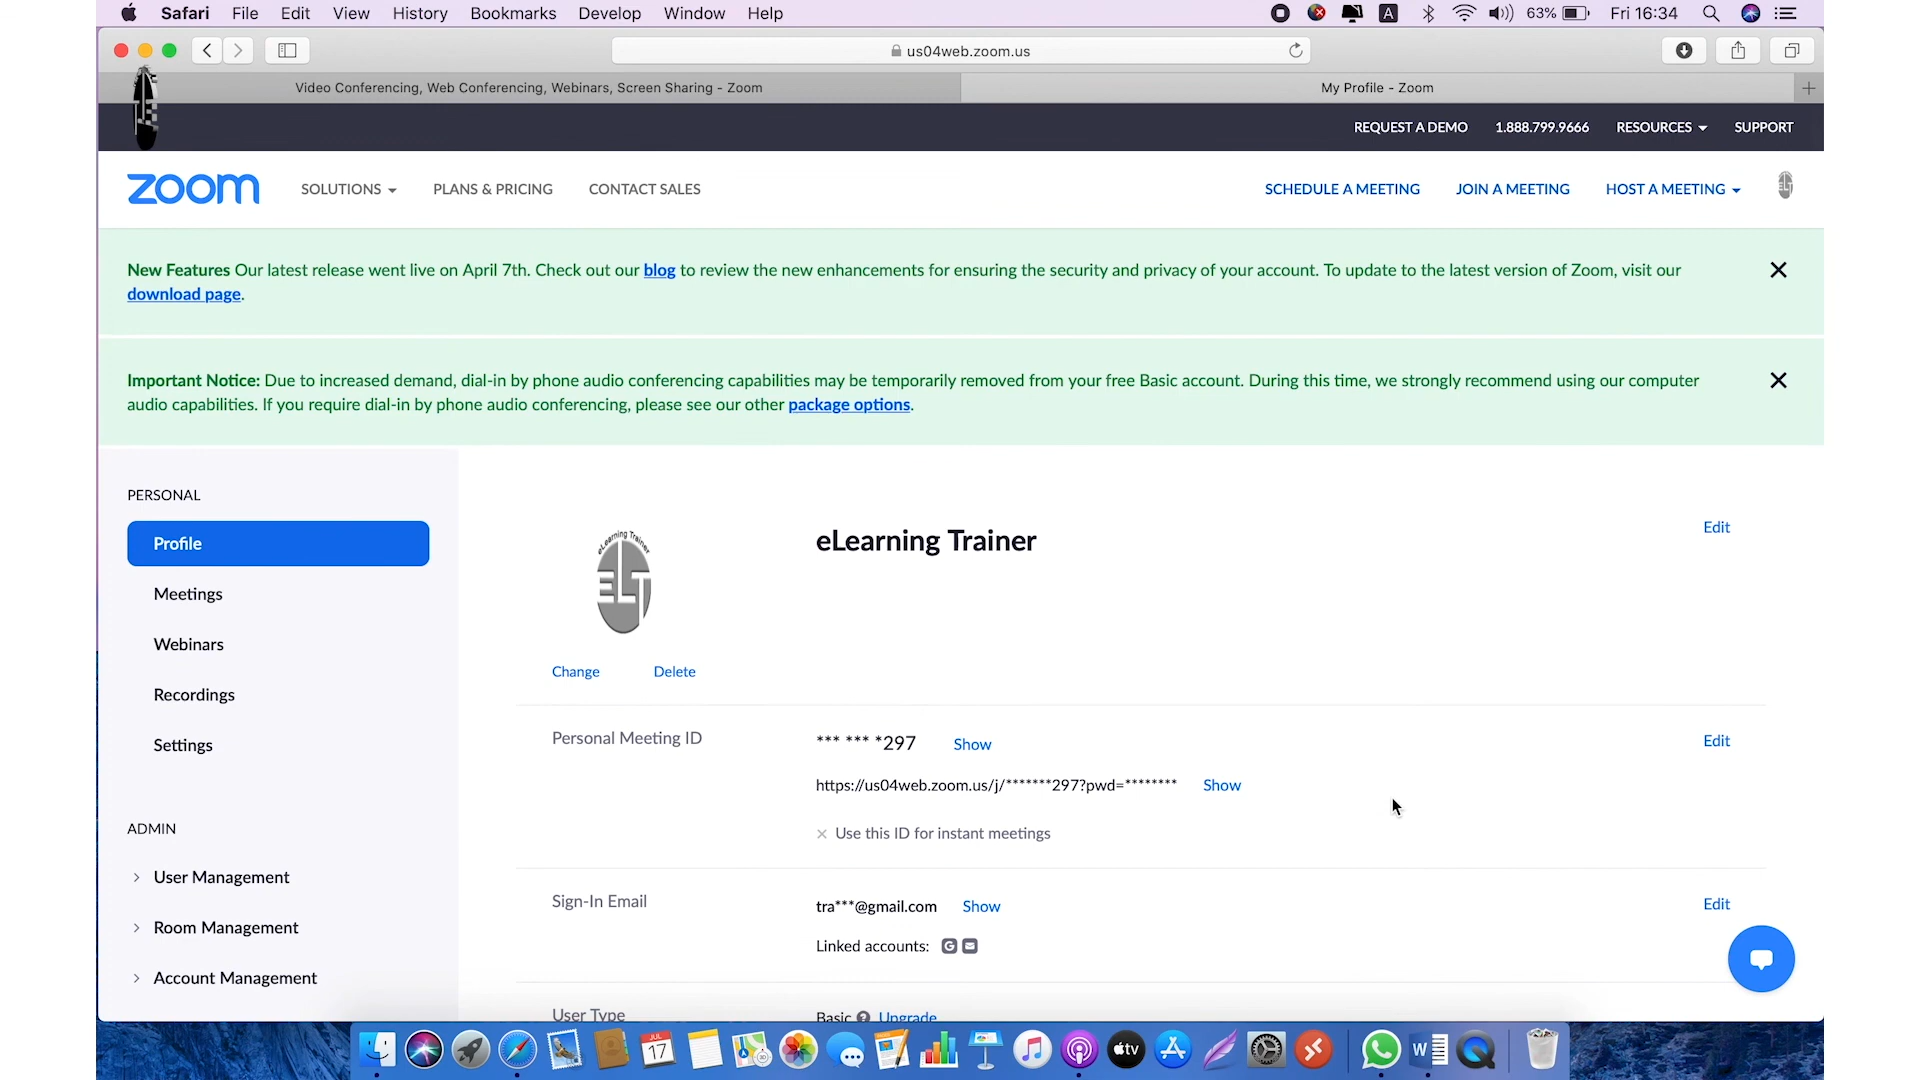 Safari File Edit View History Bookmarks Develop Window Help
A 63% Fri 16:34
us04web.zoom.us
Video Conferencing, Web Conferencing, Webinars, Screen Sharing - Zoom
My Profile - Zoom
REQUEST A DEMO 1.888.799.9666 RESOURCES SUPPORT
zoom SOLUTIONS PLANS & PRICING CONTACT SALES SCHEDULE A MEETING JOIN A MEETING HOST A MEETING
New Features Our latest release went live on April 7th. Check out our blog to review the new enhancements for ensuring the security and privacy of your account. To update to the latest version of Zoom, visit our
download page.
Important Notice: Due to increased demand, dial-in by phone audio conferencing capabilities may be temporarily removed from your free Basic account. During this time, we strongly recommend using our computer
audio capabilities. If you require dial-in by phone audio conferencing, please see our other package options.
PERSONAL
Profile
Meetings
Webinars
Recordings
Settings
ADMIN
User Management
Room Management
Account Management
eLearning Trainer
ELT
Change Delete
eLearning Trainer
Edit
Personal Meeting ID
*** *** *297 Show
Edit
https://us04web.zoom.us/j/*******297?pwd=******** Show
× Use this ID for instant meetings
Sign-In Email
tra***@gmail.com Show
Edit
Linked accounts: G
User Type
Basic ? Upgrade
JUL
17
3D
tv
W